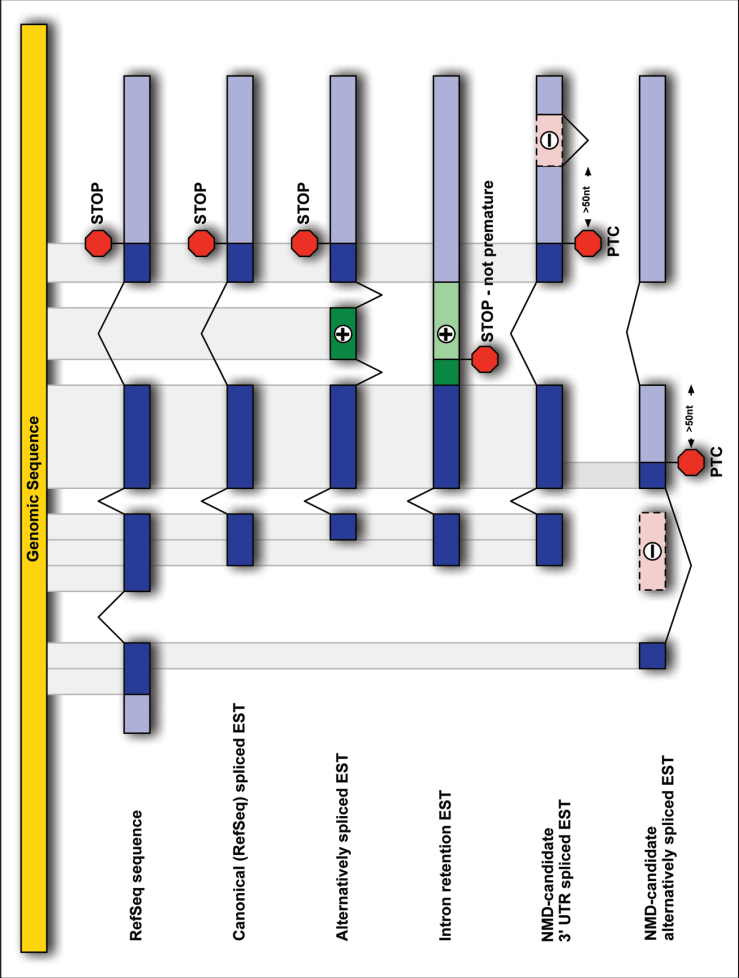 Genomic Sequence
RefSeq sequence
STOP
Canonical (RefSeq) spliced EST
STOP
Alternatively spliced EST
+
STOP
Intron retention EST
+
STOP - not premature
NMD-candidate
3' UTR spliced EST
−
>50nt
PTC
NMD-candidate
alternatively spliced EST
−
>50nt
PTC